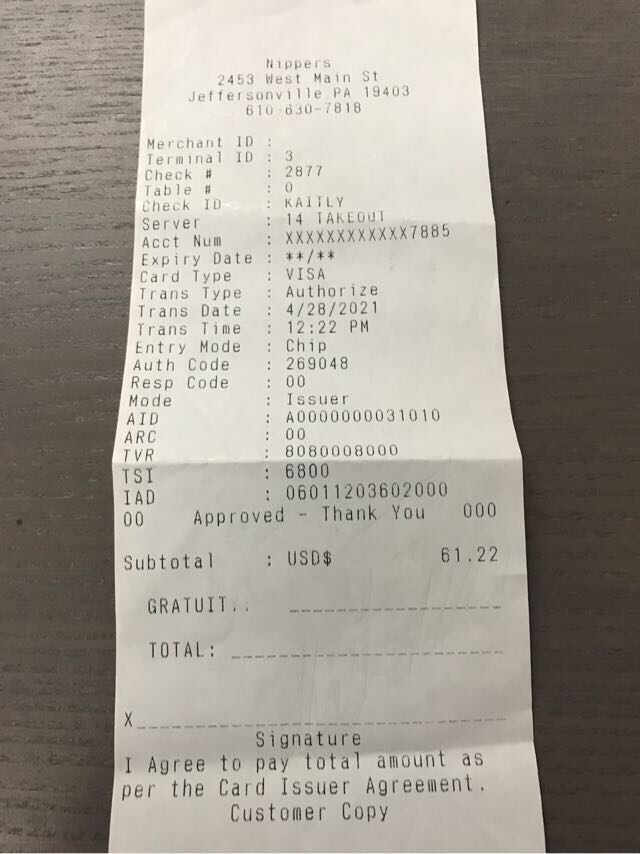 Nippers
2453 West Main St
Jeffersonville PA 19403
610-630-7818
Merchant ID :
Terminal ID : 3
Check # : 2877
Table # : 0
Check ID : KAITLY
Server : 14 TAKEOUT
Acct Num : XXXXXXXXXXXX7885
Expiry Date : **/**
Card Type : VISA
Trans Type : Authorize
Trans Date : 4/28/2021
Trans Time : 12:22 PM
Entry Mode : Chip
Auth Code : 269048
Resp Code : 00
Mode : Issuer
AID : A0000000031010
ARC : 00
TVR : 8080008000
TSI : 6800
IAD : 06011203602000
00 Approved - Thank You 000
Subtotal : USD$ 61.22
GRATUIT..
TOTAL:
X
Signature
I Agree to pay total amount as
per the Card Issuer Agreement.
Customer Copy